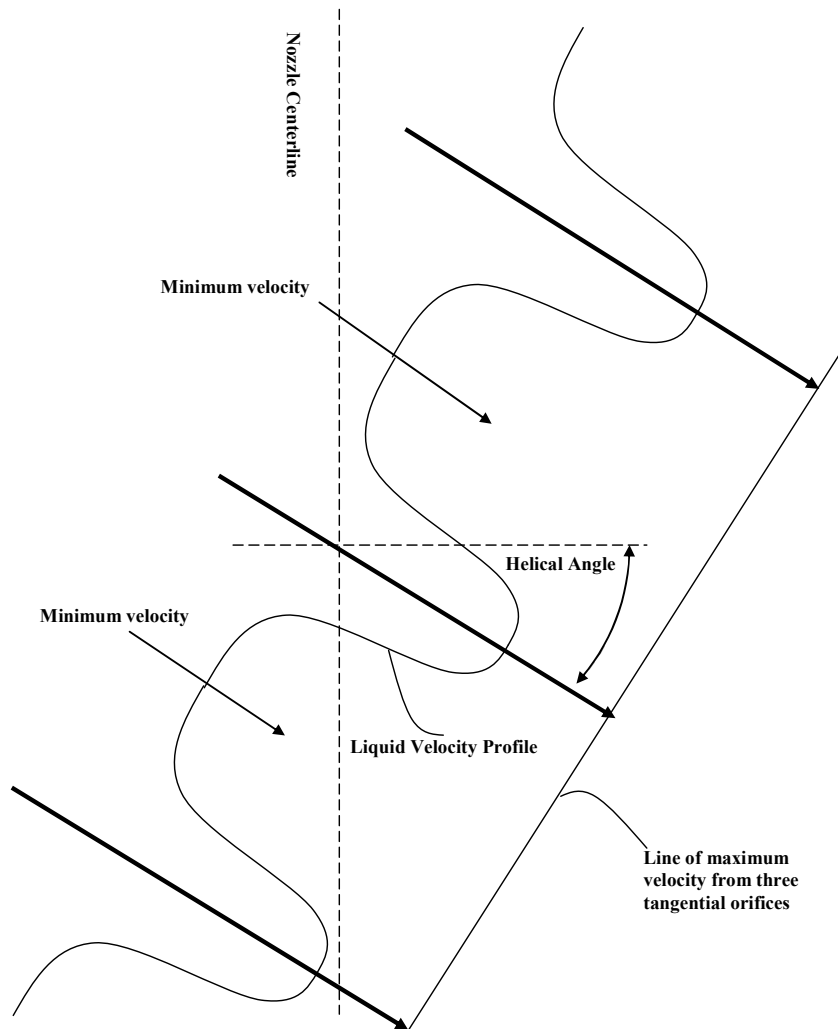 Nozzle Centerline
Minimum velocity
Helical Angle
Minimum velocity
Liquid Velocity Profile
Line of maximum
velocity from three
tangential orifices